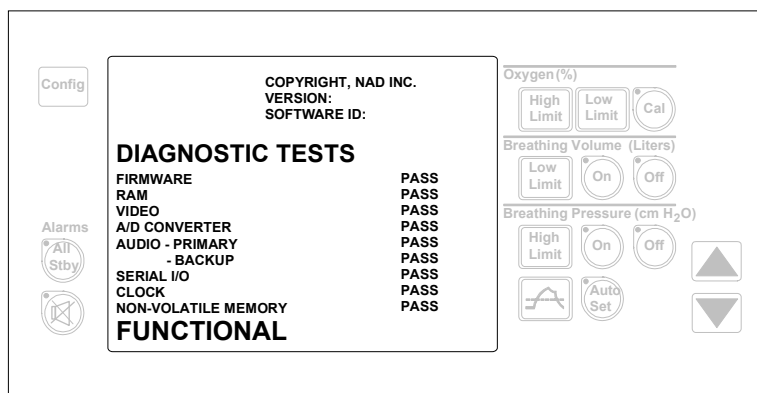 Config
COPYRIGHT, NAD INC.
VERSION:
SOFTWARE ID:
DIAGNOSTIC TESTS
FIRMWARE PASS
RAM PASS
VIDEO PASS
A/D CONVERTER PASS
AUDIO - PRIMARY PASS
- BACKUP PASS
SERIAL I/O PASS
CLOCK PASS
NON-VOLATILE MEMORY PASS
FUNCTIONAL
Alarms
All
Stby
Oxygen (%)
High
Limit
Low
Limit
Cal
Breathing Volume (Liters)
Low
Limit
On
Off
Breathing Pressure (cm H2O)
High
Limit
On
Off
Auto
Set